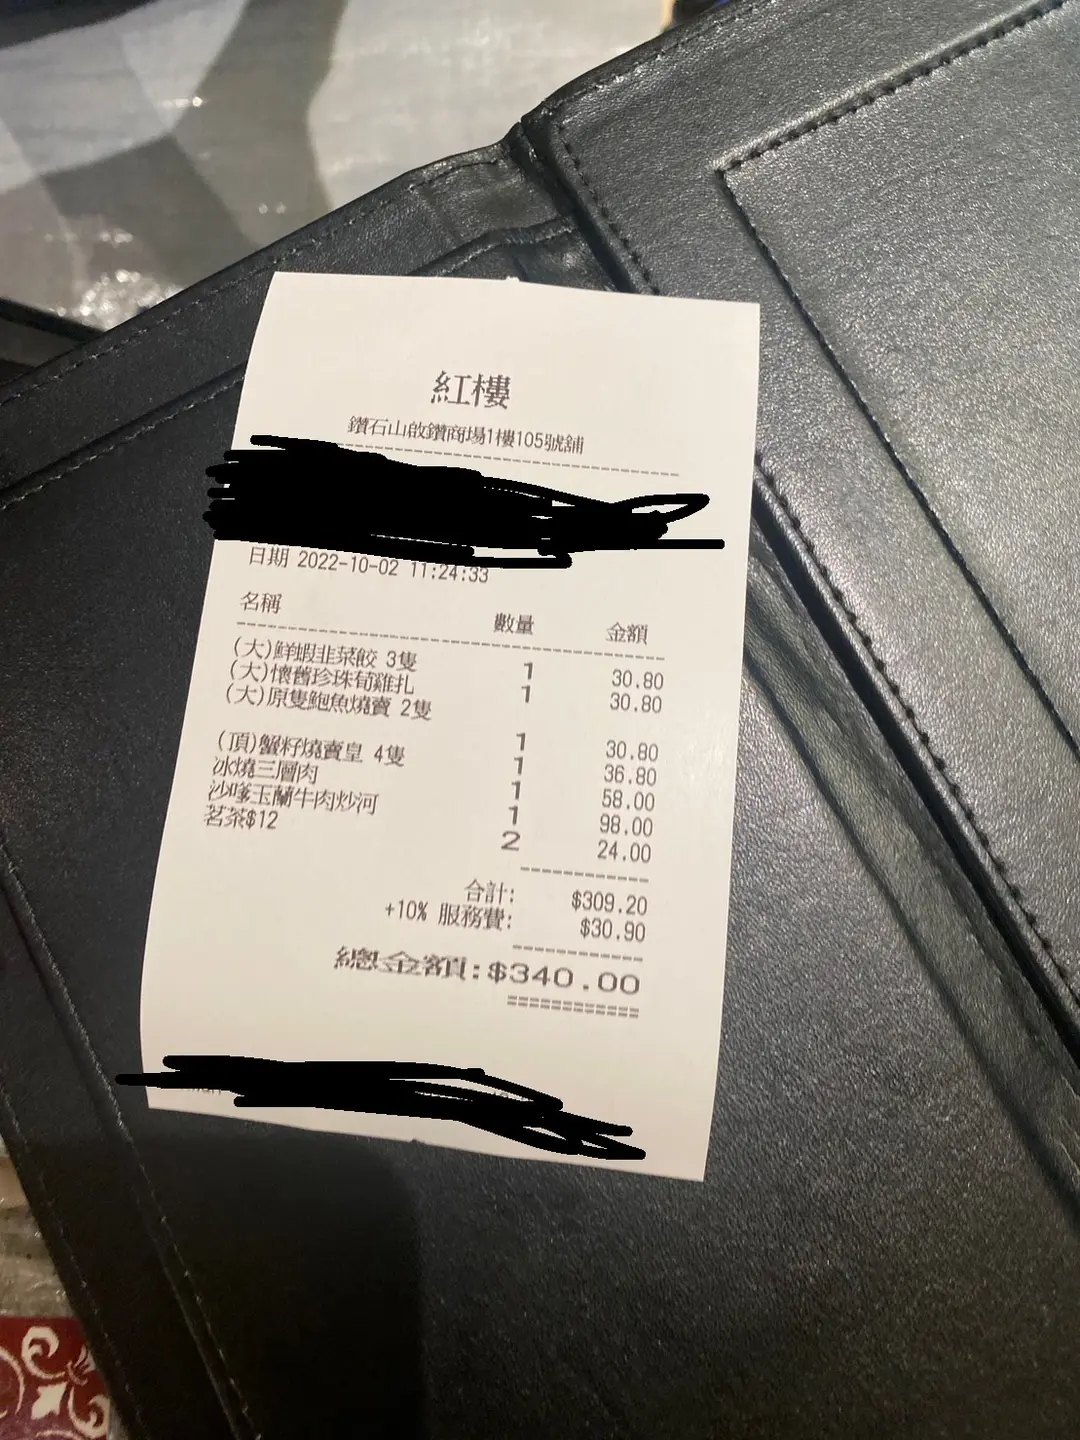 紅樓
鑽石山啟鑽商場1樓105號舖
日期 2022-10-02 11:24:33
名稱 數量 金額
(大)鮮蝦韭菜餃 3隻 1 30.80
(大)懷舊珍珠荀雞扎 1 30.80
(大)原隻鮑魚燒賣 2隻 1 30.80
(頂)蟹籽燒賣皇 4隻 1 36.80
冰燒三層肉 1 58.00
沙嗲玉蘭牛肉炒河 1 98.00
茗茶$12 2 24.00
合計: $309.20
+10% 服務費: $30.90
總金額:$340.00